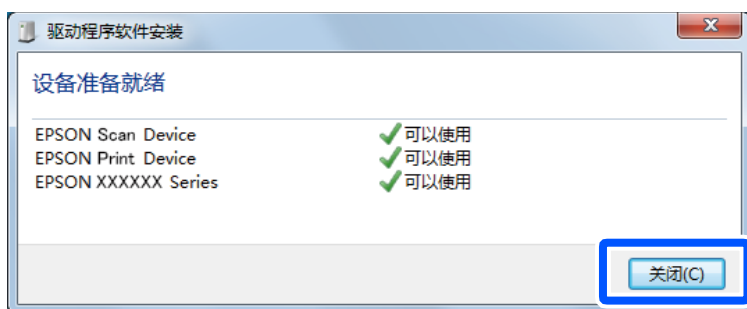 驱动程序软件安装
设备准备就绪
EPSON Scan Device 可以使用
EPSON Print Device 可以使用
EPSON XXXXXX Series 可以使用
关闭(C)